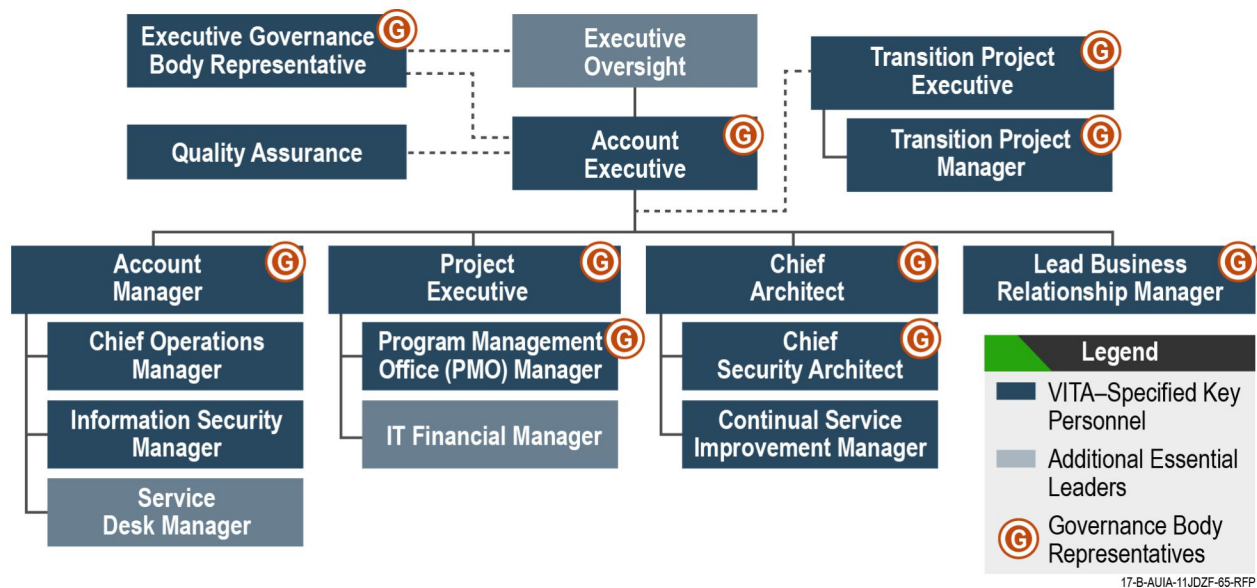 Executive Governance
Body Representative
G
Executive
Oversight
Transition Project
Executive
G
Quality Assurance
Account
Executive
G
Transition Project
Manager
G
Account
Manager
G
Project
Executive
G
Chief
Architect
G
Lead Business
Relationship Manager
G
Chief Operations
Manager
Program Management
Office (PMO) Manager
G
Chief
Security Architect
G
Information Security
Manager
IT Financial Manager
Continual Service
Improvement Manager
Service
Desk Manager
Legend
VITA–Specified Key
Personnel
Additional Essential
Leaders
G
Governance Body
Representatives
17-B-AUIA-11JDZF-65-RFP